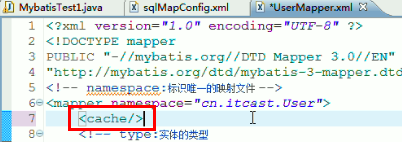 MybatisTest1.java sqlMapConfig.xml *UserMapper.xml
1 <?xml version="1.0" encoding="UTF-8" ?>
2 <!DOCTYPE mapper
3 PUBLIC "-//mybatis.org//DTD Mapper 3.0//EN"
4 "http://mybatis.org/dtd/mybatis-3-mapper.dtd
5 <!-- namespace:标识唯一的映射文件 -->
6 <mapper namespace="cn.itcast.User">
7 <cache/>
8 <!-- type:实体的类型